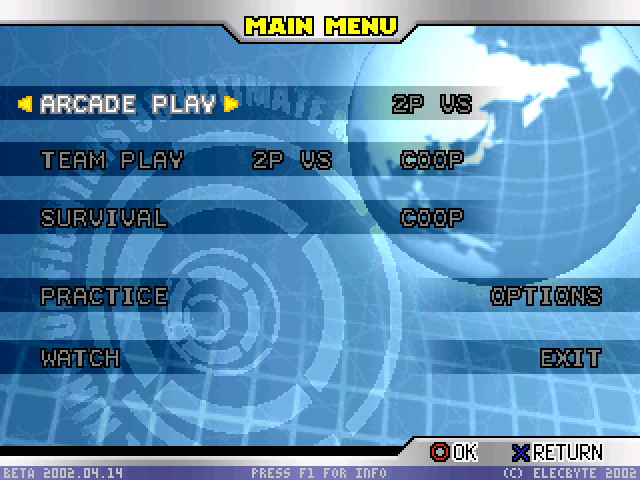 MAIN MENU
ARCADE PLAY 2P VS
TEAM PLAY 2P VS COOP
SURVIVAL COOP
PRACTICE OPTIONS
WATCH EXIT
OK RETURN
BETA 2002.04.14 PRESS F1 FOR INFO (C) ELECBYTE 2002